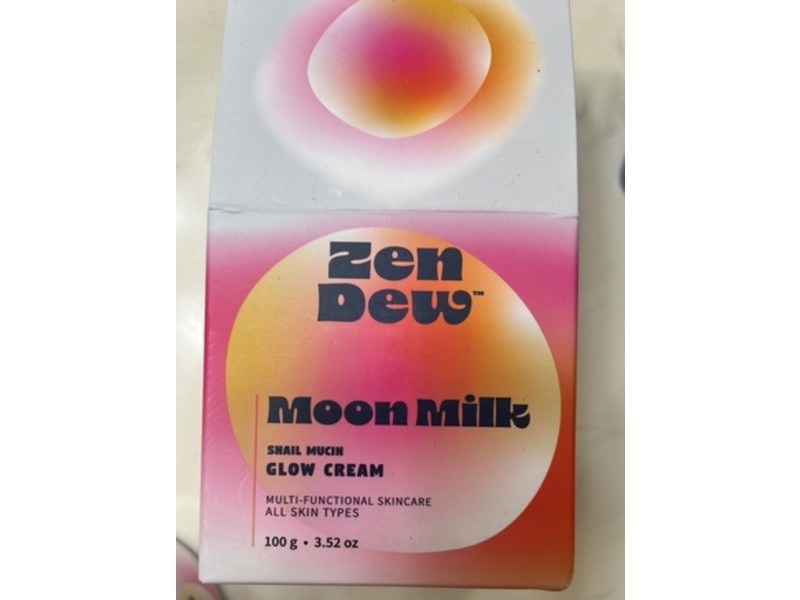 Zen
Dew™
Moon Milk
SNAIL MUCIN
GLOW CREAM
MULTI-FUNCTIONAL SKINCARE
ALL SKIN TYPES
100 g • 3.52 oz